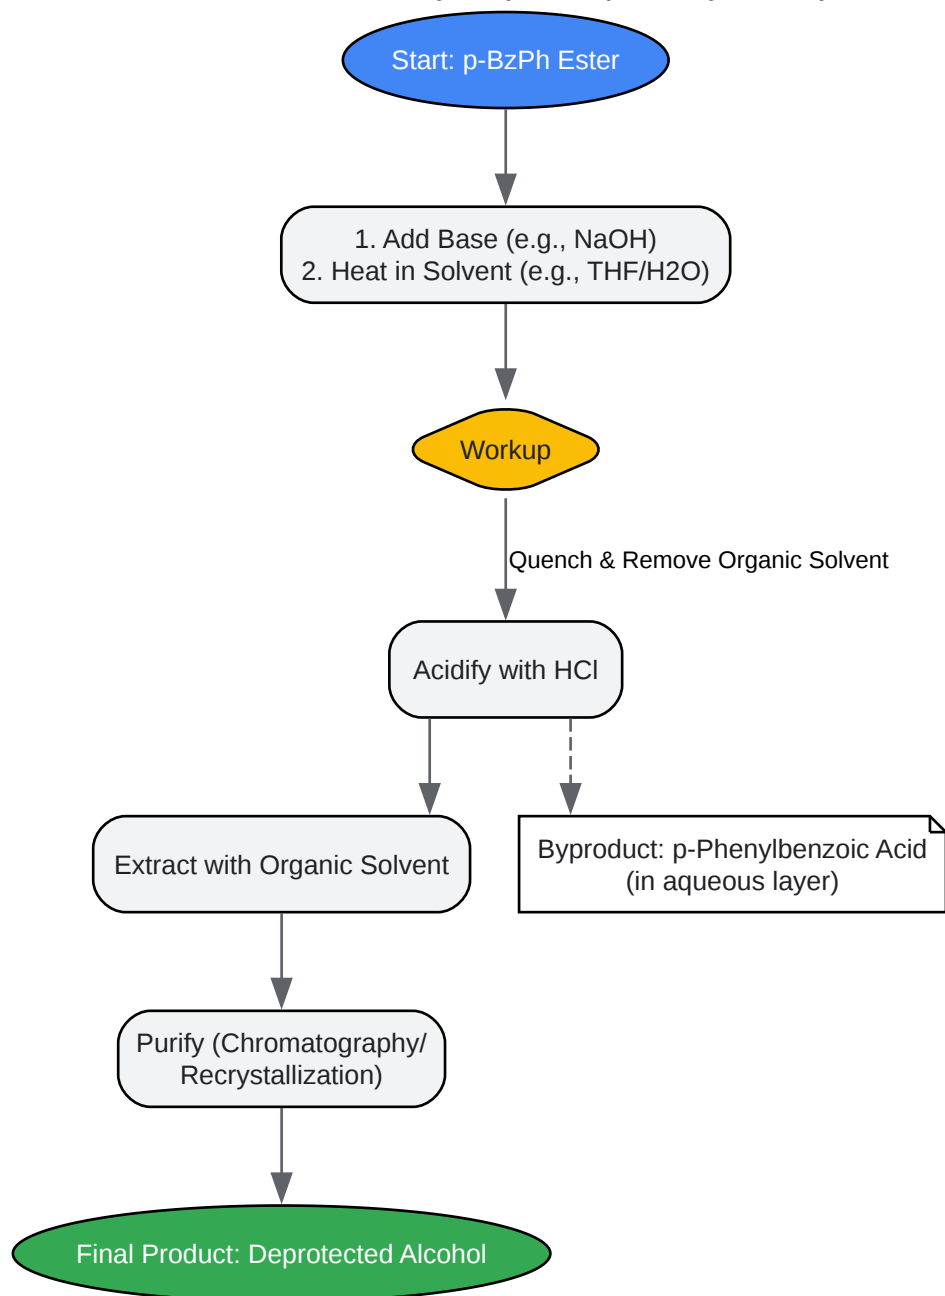 Start: p-BzPh Ester
1. Add Base (e.g., NaOH)
2. Heat in Solvent (e.g., THF/H2O)
Workup
Quench & Remove Organic Solvent
Acidify with HCl
Extract with Organic Solvent
Byproduct: p-Phenylbenzoic Acid
(in aqueous layer)
Purify (Chromatography/
Recrystallization)
Final Product: Deprotected Alcohol